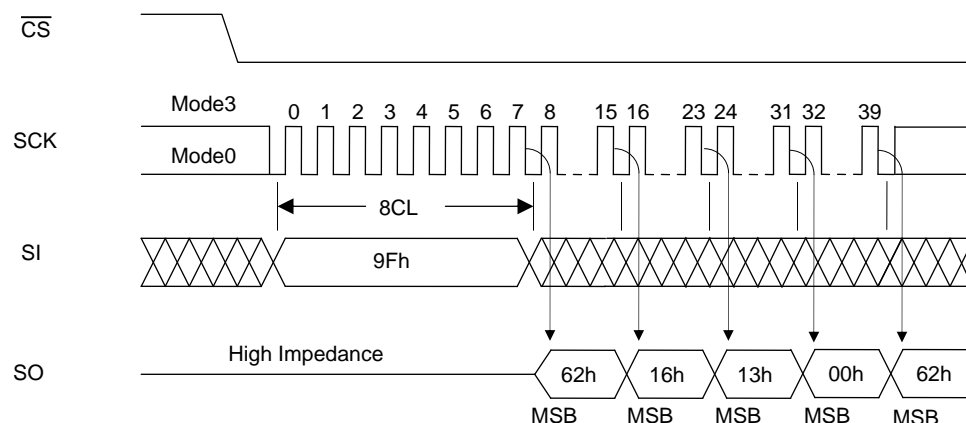 CS
Mode3
0 1 2 3 4 5 6 7 8 15 16 23 24 31 32 39
SCK
Mode0
8CL
SI
9Fh
High Impedance
SO
62h 16h 13h 00h 62h
MSB MSB MSB MSB MSB